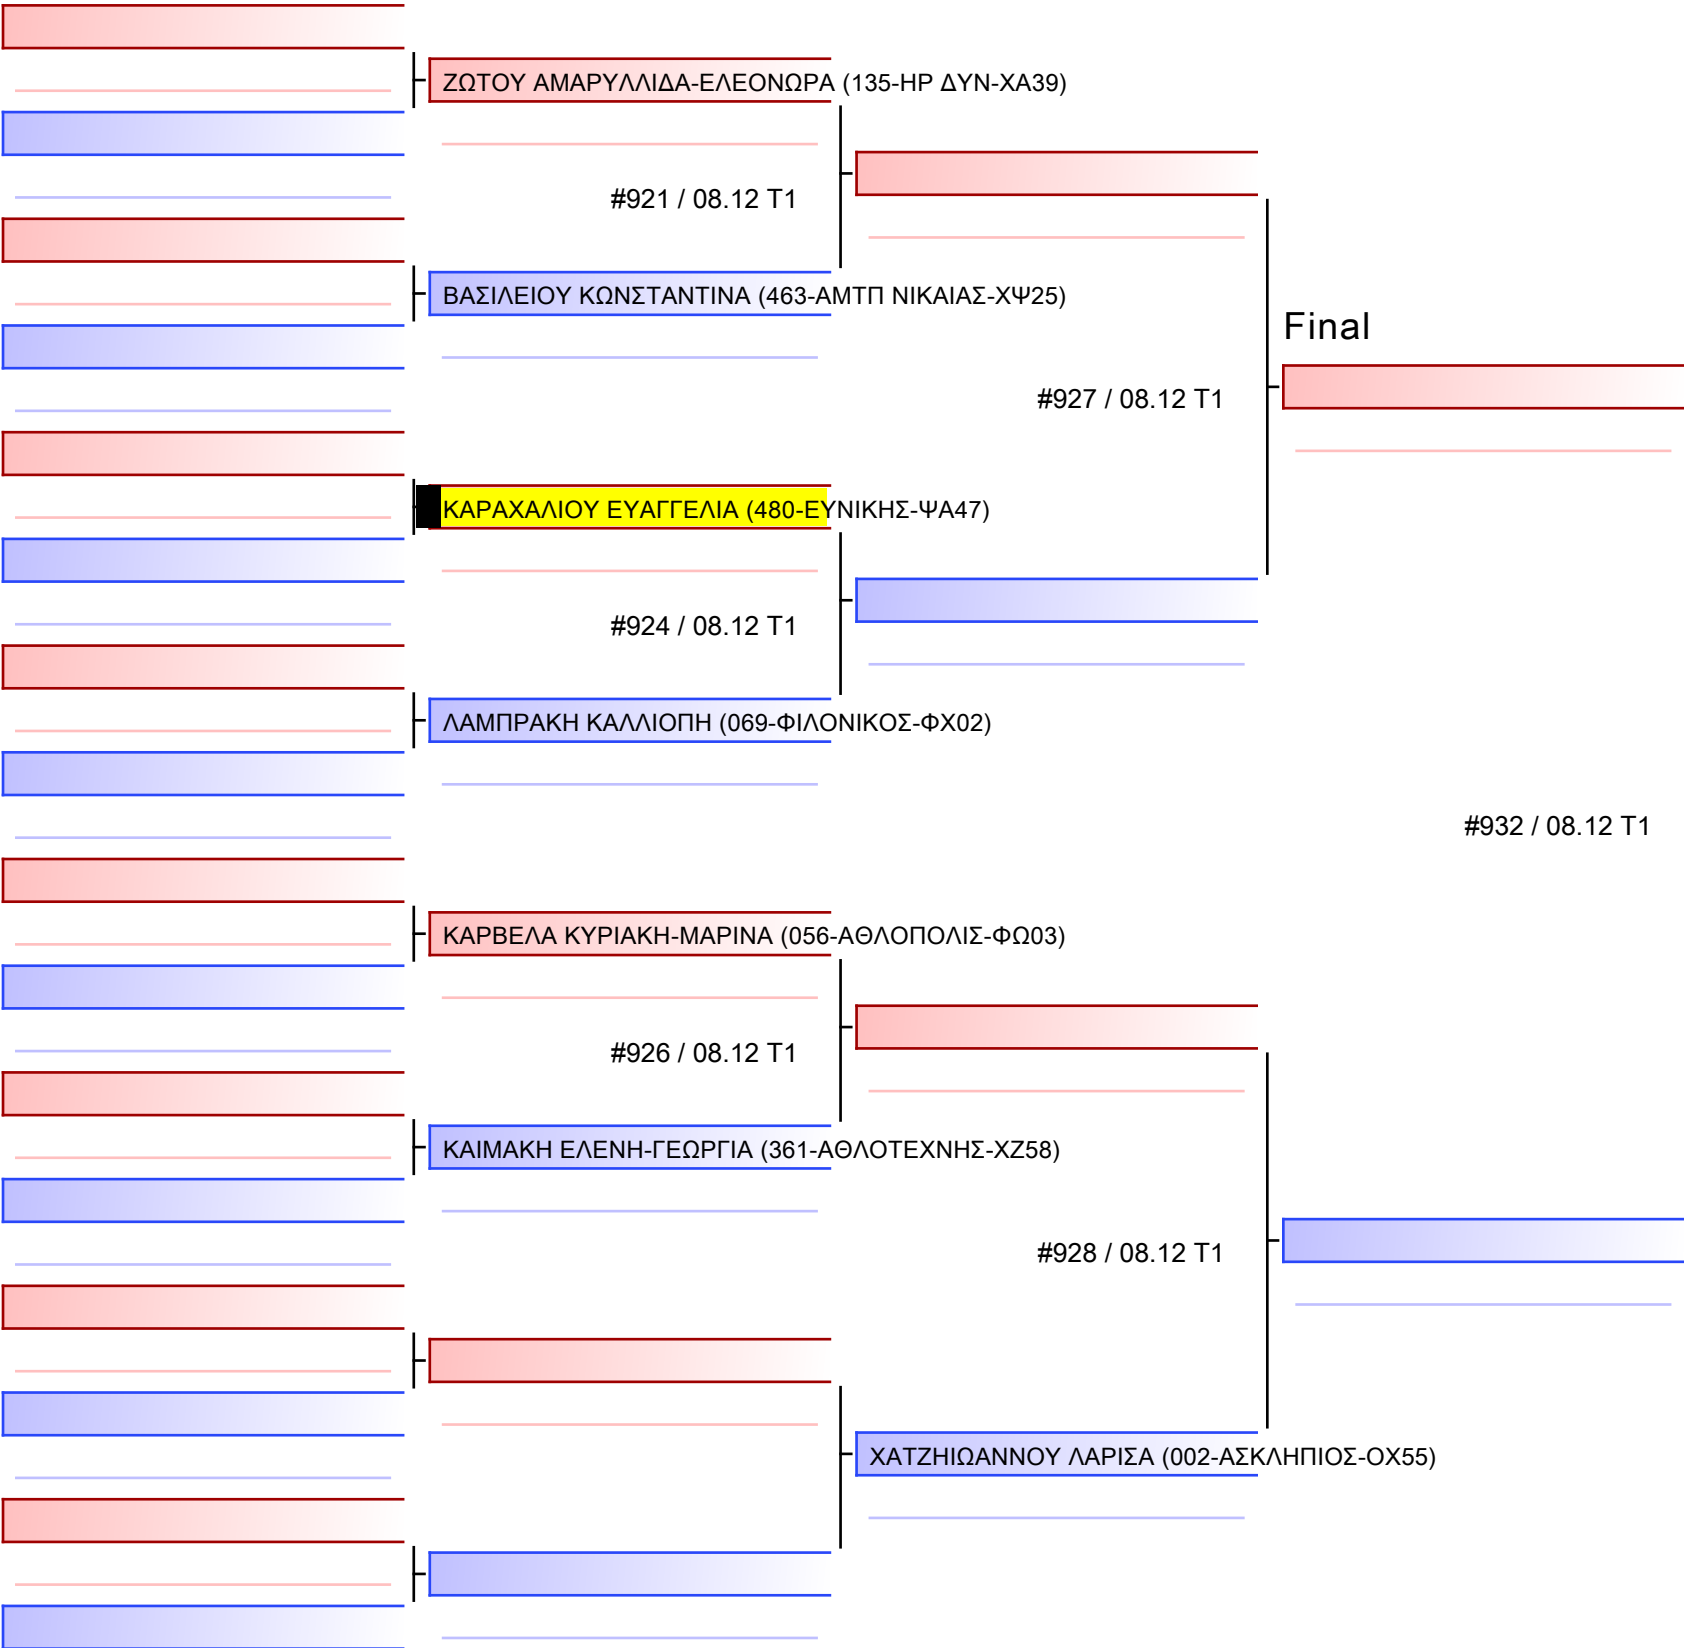 ΖΩΤΟΥ ΑΜΑΡΥΛΛΙΔΑ-ΕΛΕΟΝΩΡΑ (135-ΗΡ ΔΥΝ-ΧΑ39)
#921 / 08.12 T1
ΒΑΣΙΛΕΙΟΥ ΚΩΝΣΤΑΝΤΙΝΑ (463-ΑΜΤΠ ΝΙΚΑΙΑΣ-ΧΨ25)
Final
#927 / 08.12 T1
ΚΑΡΑΧΑΛΙΟΥ ΕΥΑΓΓΕΛΙΑ (480-ΕΥΝΙΚΗΣ-ΨΑ47)
#924 / 08.12 T1
ΛΑΜΠΡΑΚΗ ΚΑΛΛΙΟΠΗ (069-ΦΙΛΟΝΙΚΟΣ-ΦΧ02)
#932 / 08.12 T1
ΚΑΡΒΕΛΑ ΚΥΡΙΑΚΗ-ΜΑΡΙΝΑ (056-ΑΘΛΟΠΟΛΙΣ-ΦΩ03)
#926 / 08.12 T1
ΚΑΙΜΑΚΗ ΕΛΕΝΗ-ΓΕΩΡΓΙΑ (361-ΑΘΛΟΤΕΧΝΗΣ-ΧΖ58)
#928 / 08.12 T1
ΧΑΤΖΗΙΩΑΝΝΟΥ ΛΑΡΙΣΑ (002-ΑΣΚΛΗΠΙΟΣ-ΟΧ55)